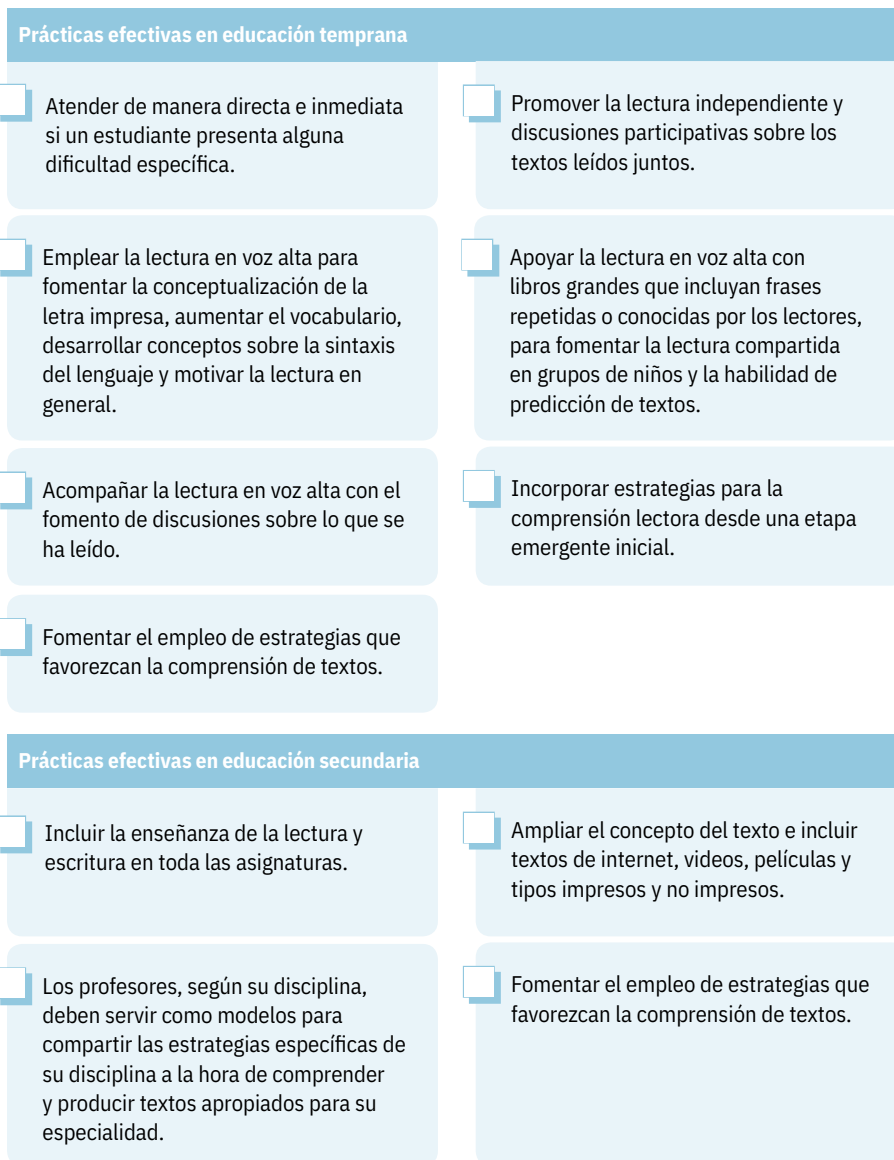 Prácticas efectivas en educación temprana
Atender de manera directa e inmediata
si un estudiante presenta alguna
dificultad específica.
Promover la lectura independiente y
discusiones participativas sobre los
textos leídos juntos.
Emplear la lectura en voz alta para
fomentar la conceptualización de la
letra impresa, aumentar el vocabulario,
desarrollar conceptos sobre la sintaxis
del lenguaje y motivar la lectura en
general.
Apoyar la lectura en voz alta con
libros grandes que incluyan frases
repetidas o conocidas por los lectores,
para fomentar la lectura compartida
en grupos de niños y la habilidad de
predicción de textos.
Acompañar la lectura en voz alta con el
fomento de discusiones sobre lo que se
ha leído.
Incorporar estrategias para la
comprensión lectora desde una etapa
emergente inicial.
Fomentar el empleo de estrategias que
favorezcan la comprensión de textos.
Prácticas efectivas en educación secundaria
Incluir la enseñanza de la lectura y
escritura en toda las asignaturas.
Ampliar el concepto del texto e incluir
textos de internet, videos, películas y
tipos impresos y no impresos.
Los profesores, según su disciplina,
deben servir como modelos para
compartir las estrategias específicas de
su disciplina a la hora de comprender
y producir textos apropiados para su
especialidad.
Fomentar el empleo de estrategias que
favorezcan la comprensión de textos.